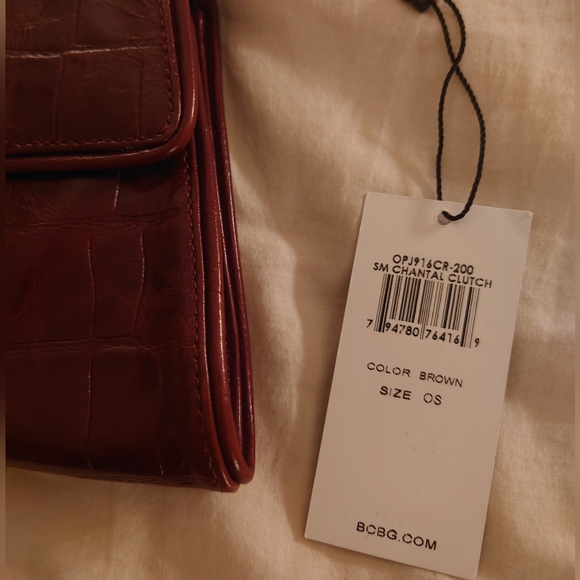 OPJ916CR-200
SM CHANTAL CLUTCH
7 94780 76416 9
COLOR BROWN
SIZE OS
BCBG.COM